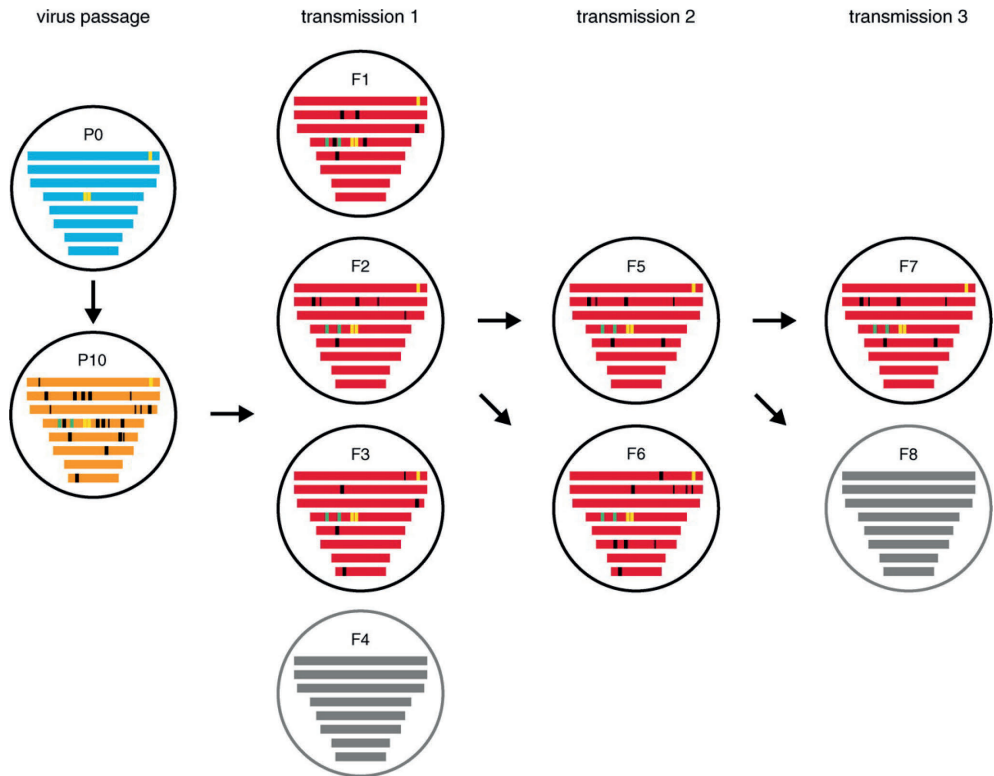 virus passage
transmission 1
transmission 2
transmission 3
F1
P0
F2
F5
F7
P10
F3
F6
F8
F4